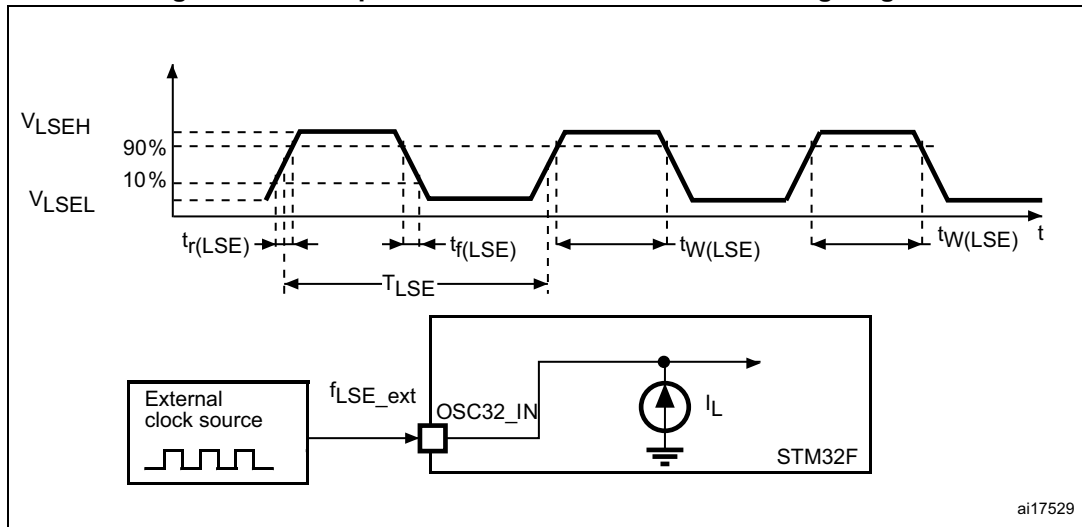 VLSEH
90%
10%
VLSEL
tr(LSE)
tf(LSE)
tW(LSE)
tW(LSE)
t
TLSE
External
clock source
fLSE_ext
OSC32_IN
IL
STM32F
ai17529